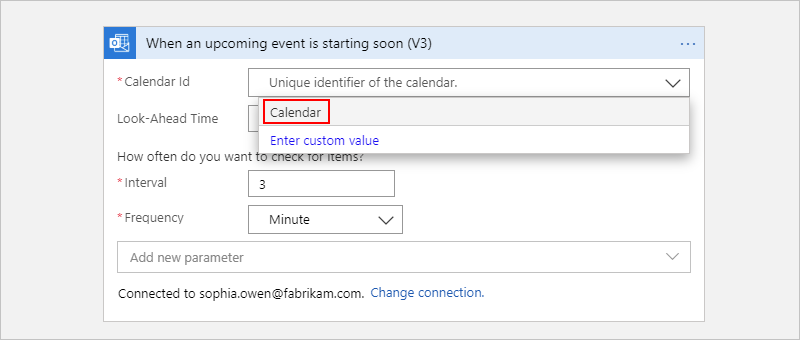 When an upcoming event is starting soon (V3)
* Calendar Id
Unique identifier of the calendar.
Calendar
Look-Ahead Time
Enter custom value
How often do you want to check for items?
* Interval
3
* Frequency
Minute
Add new parameter
Connected to sophia.owen@fabrikam.com. Change connection.